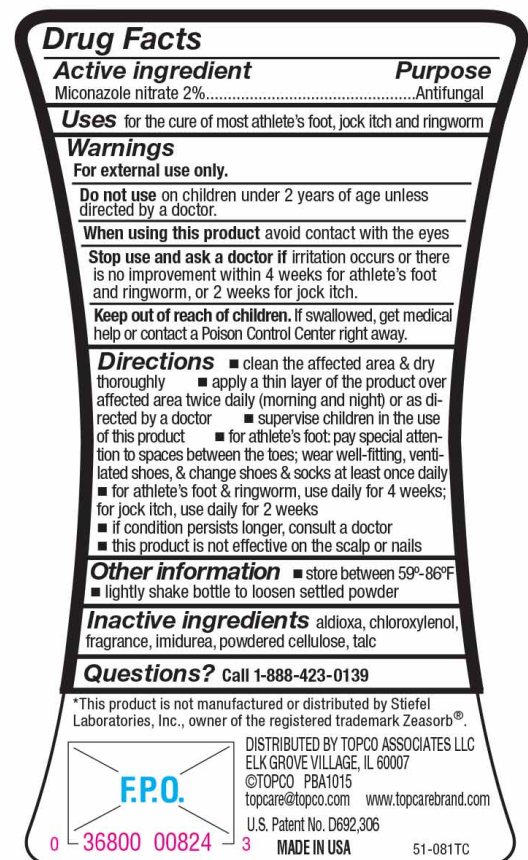 Drug Facts
Active ingredient Purpose
Miconazole nitrate 2%................................................Antifungal
Uses for the cure of most athlete's foot, jock itch and ringworm
Warnings
For external use only.
Do not use on children under 2 years of age unless
directed by a doctor.
When using this product avoid contact with the eyes
Stop use and ask a doctor if irritation occurs or there
is no improvement within 4 weeks for athlete's foot
and ringworm, or 2 weeks for jock itch.
Keep out of reach of children. If swallowed, get medical
help or contact a Poison Control Center right away.
Directions ■ clean the affected area & dry
thoroughly ■ apply a thin layer of the product over
affected area twice daily (morning and night) or as di-
rected by a doctor ■ supervise children in the use
of this product ■ for athlete's foot: pay special atten-
tion to spaces between the toes; wear well-fitting, venti-
lated shoes, & change shoes & socks at least once daily
■ for athlete's foot & ringworm, use daily for 4 weeks;
for jock itch, use daily for 2 weeks
■ if condition persists longer, consult a doctor
■ this product is not effective on the scalp or nails
Other information ■ store between 59º-86ºF
■ lightly shake bottle to loosen settled powder
Inactive ingredients aldioxa, chloroxylenol,
fragrance, imidurea, powdered cellulose, talc
Questions? Call 1-888-423-0139
*This product is not manufactured or distributed by Stiefel
Laboratories, Inc., owner of the registered trademark Zeasorb®.
F.P.O.
0 36800 00824 3
DISTRIBUTED BY TOPCO ASSOCIATES LLC
ELK GROVE VILLAGE, IL 60007
©TOPCO PBA1015
topcare@topco.com www.topcarebrand.com
U.S. Patent No. D692,306
MADE IN USA 51-081TC